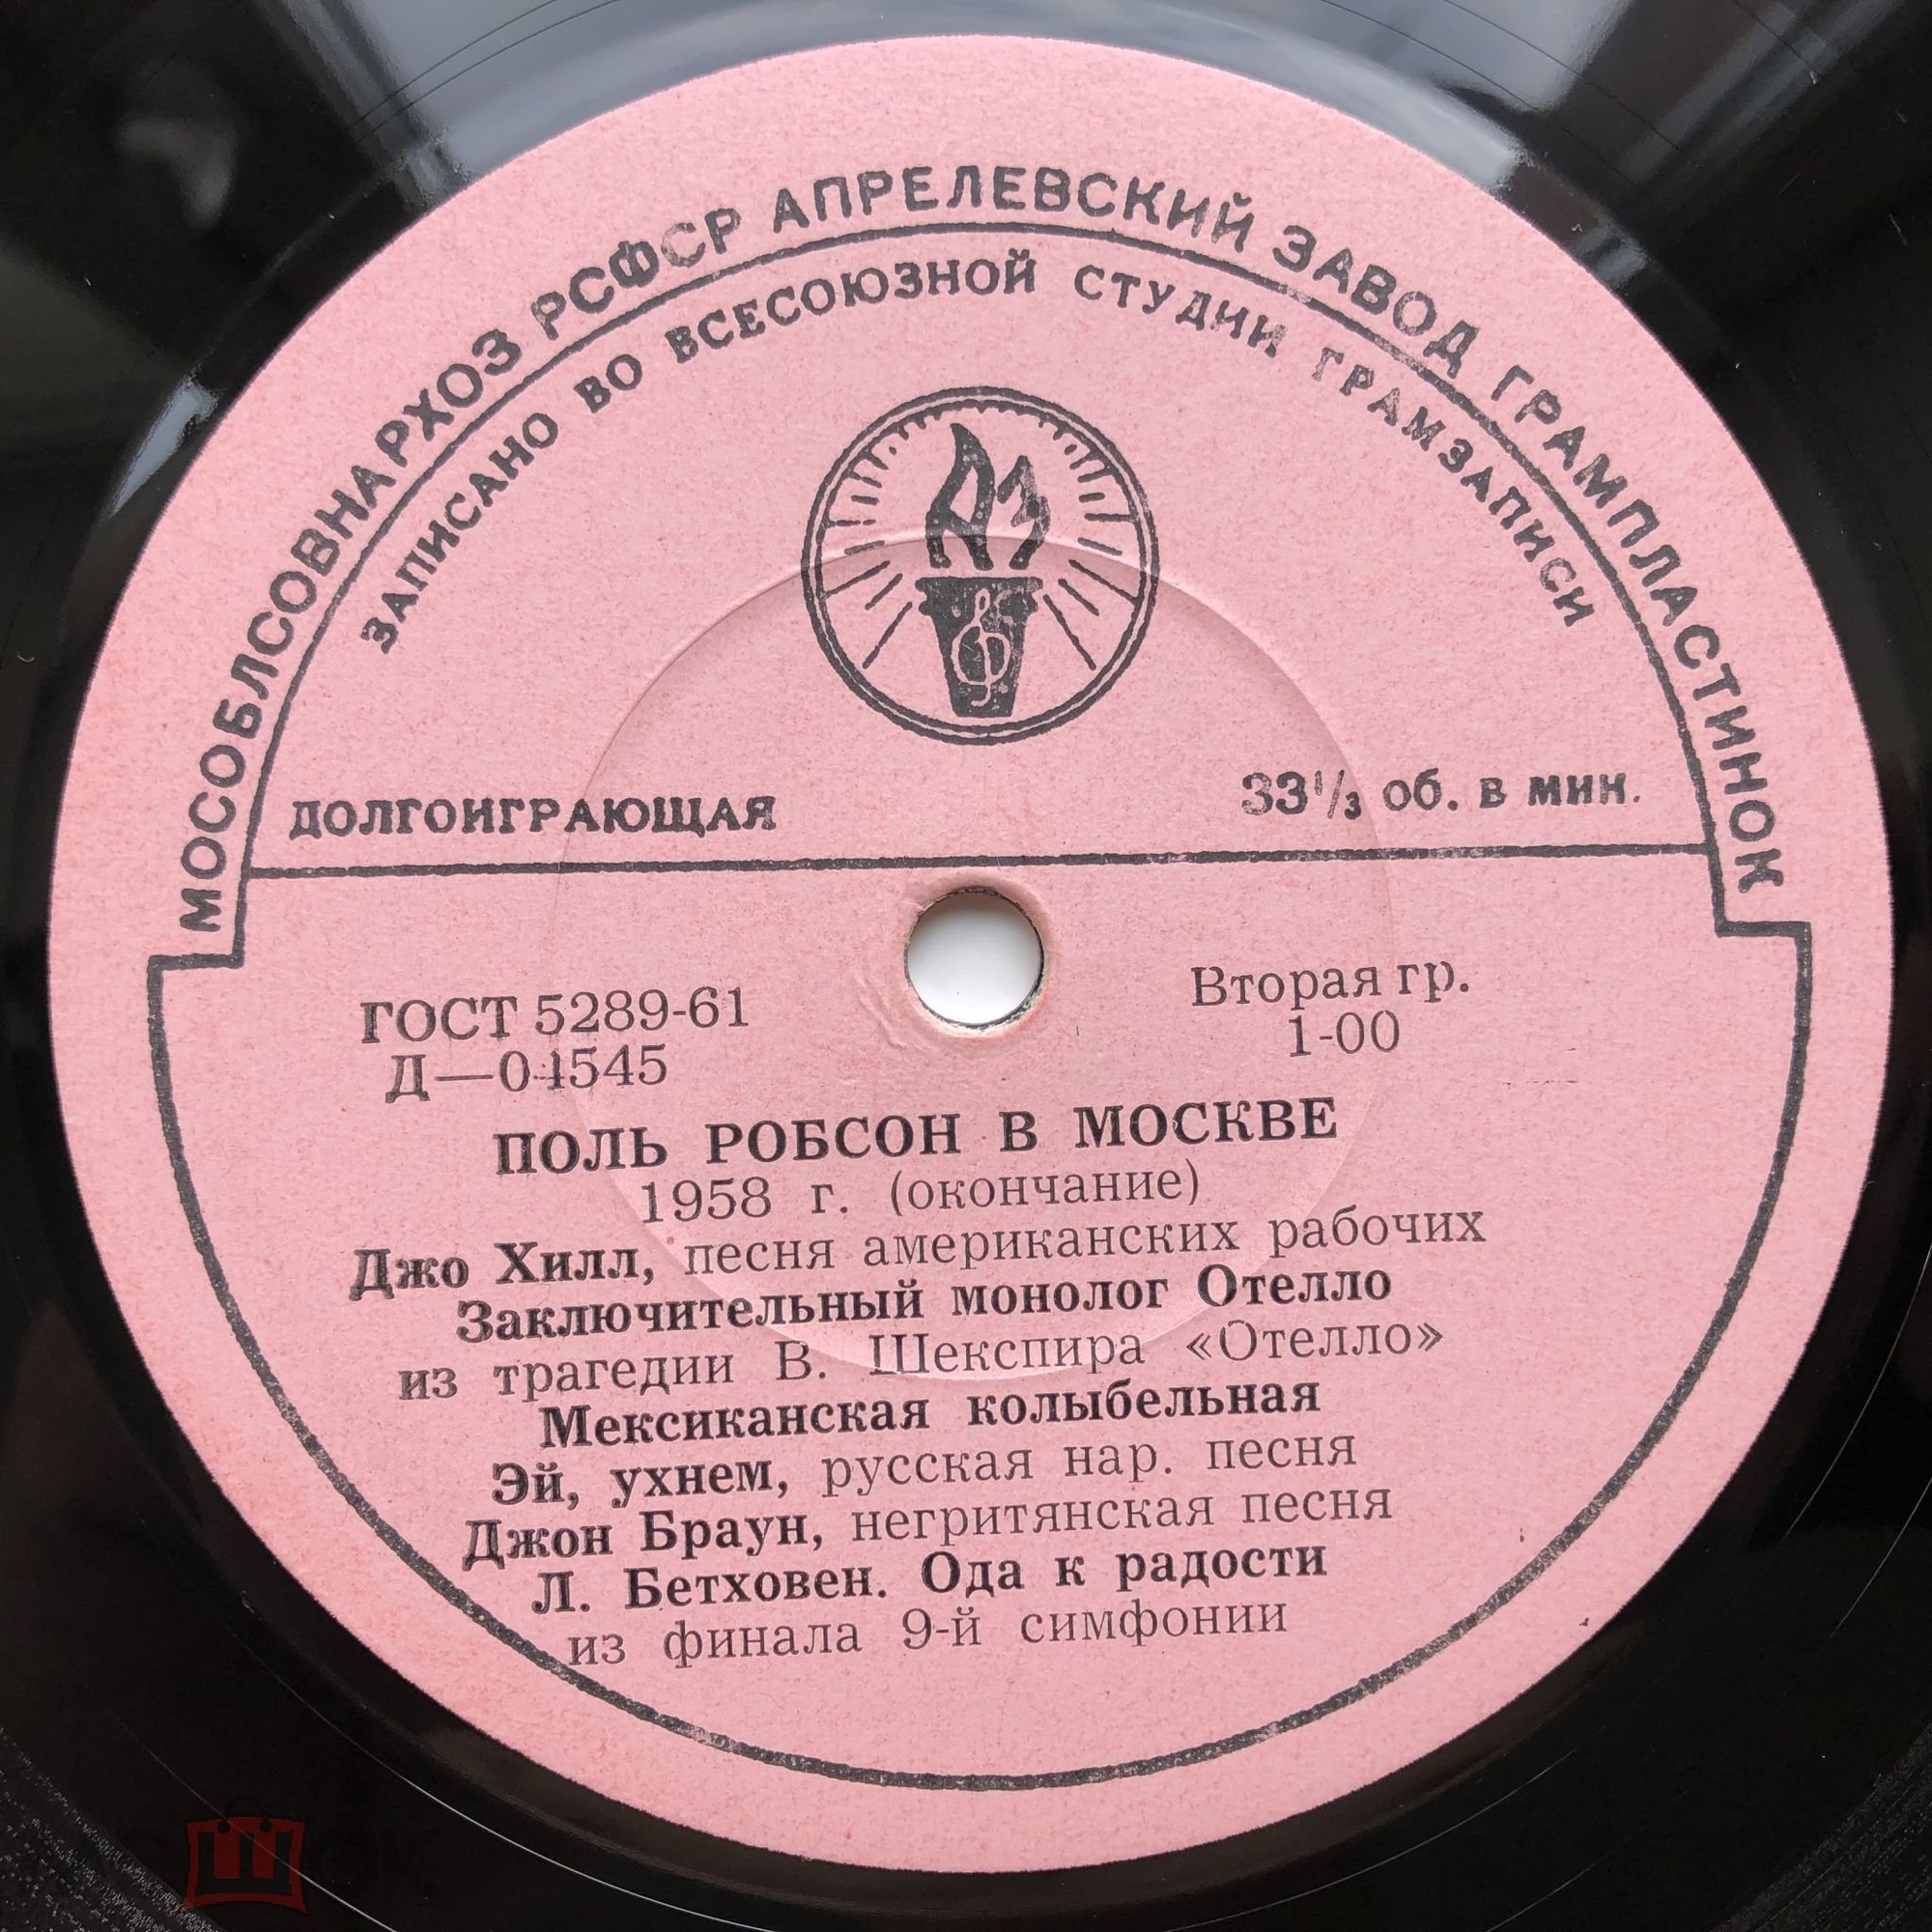 МОСОБЛСОВНАРХОЗ РСФСР АПРЕЛЕВСКИЙ ЗАВОД ГРАМПЛАСТИНОК
ЗАПИСАНО ВО ВСЕСОЮЗНОЙ СТУДИИ ГРАМЗАПИСИ
ДОЛГОИГРАЮЩАЯ 33⅓ об. в мин.
ГОСТ 5289-61 Вторая гр.
Д—04545 1-00
ПОЛЬ РОБСОН В МОСКВЕ
1958 г. (окончание)
Джо Хилл, песня американских рабочих
Заключительный монолог Отелло
из трагедии В. Шекспира «Отелло»
Мексиканская колыбельная
Эй, ухнем, русская нар. песня
Джон Браун, негритянская песня
Л. Бетховен. Ода к радости
из финала 9-й симфонии